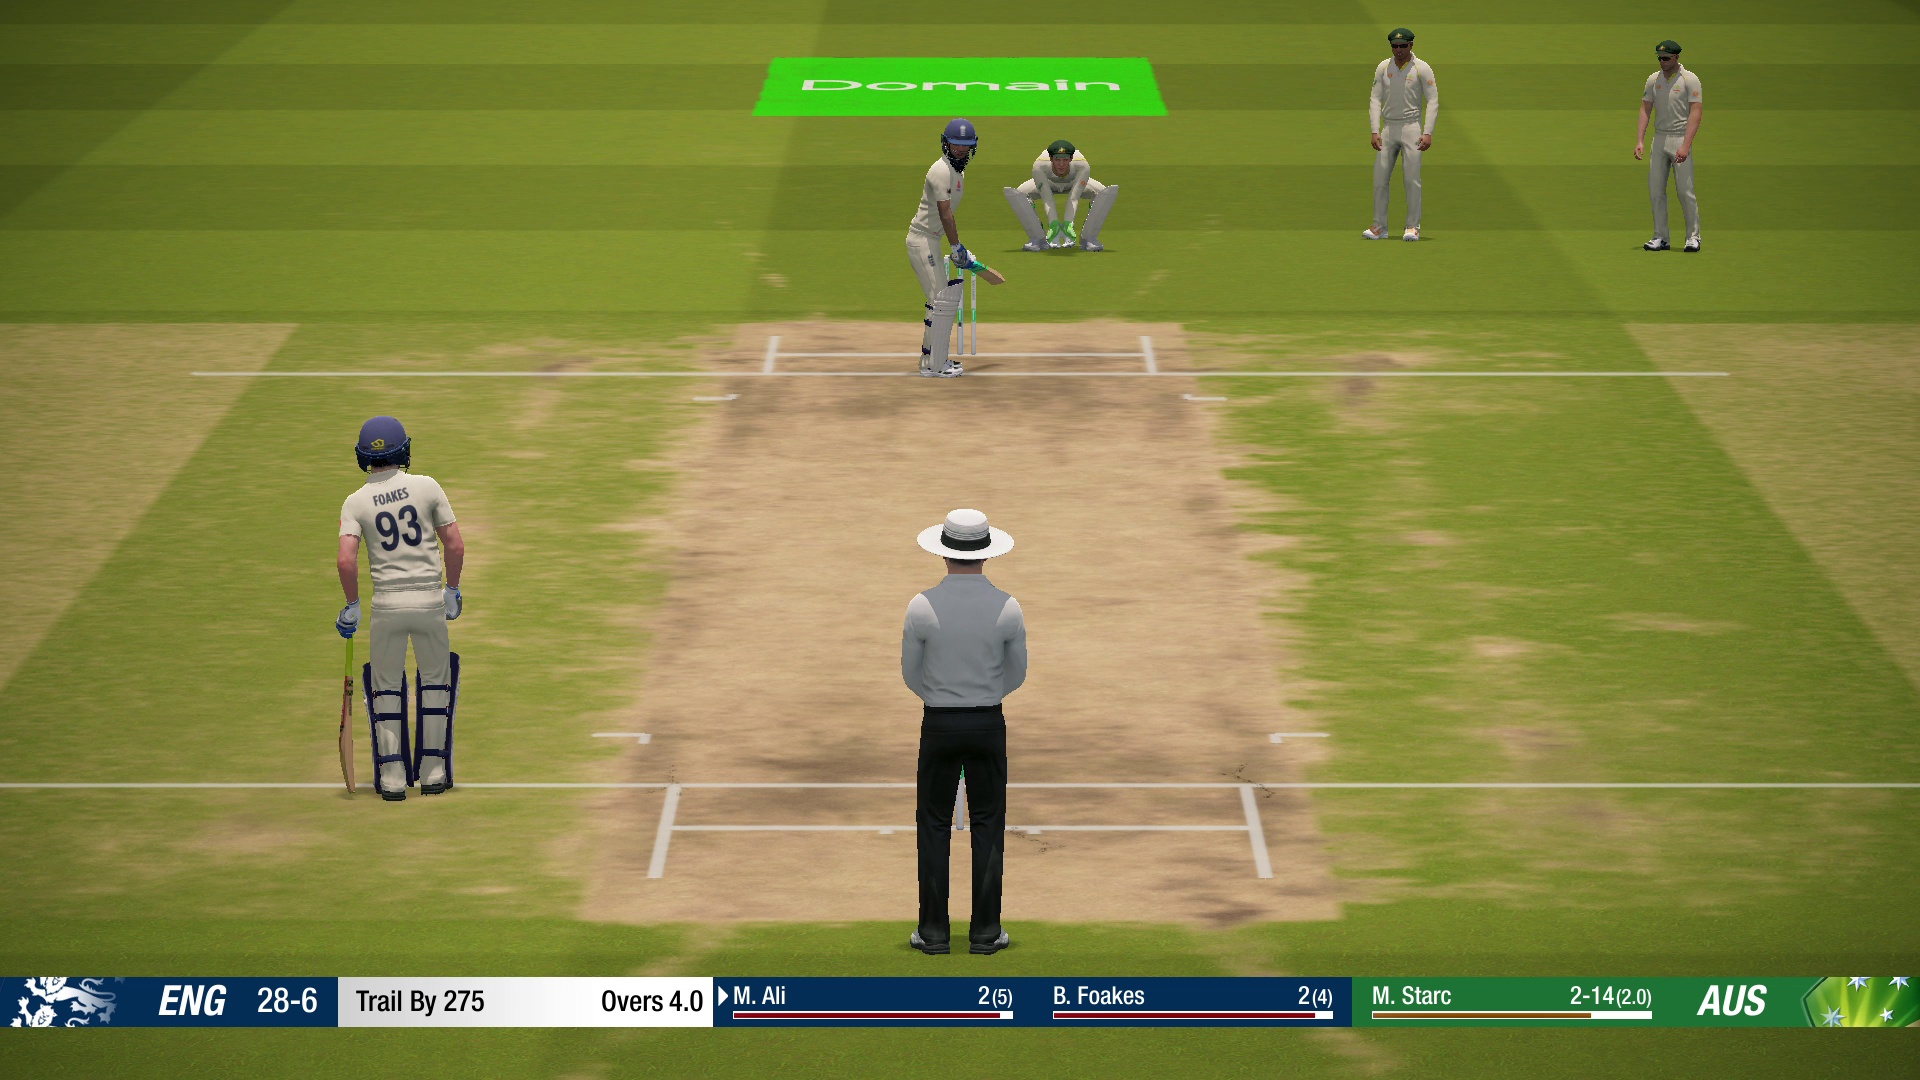 Domain
FOAKES
93
ENG 28-6 Trail By 275 Overs 4.0 M. Ali 2(5) B. Foakes 2(4) M. Starc 2-14(2.0) AUS